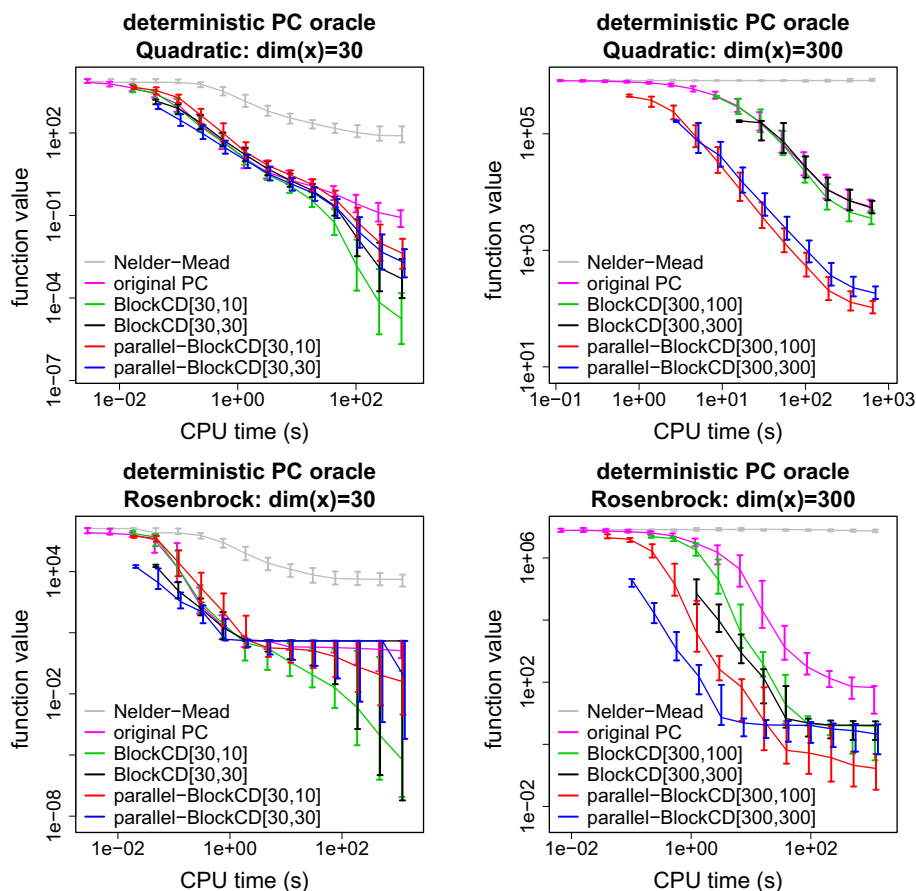 deterministic PC oracle
Quadratic: dim(x)=30
function value
1e+02
1e−01
1e−04
1e−07
Nelder−Mead
original PC
BlockCD[30,10]
BlockCD[30,30]
parallel−BlockCD[30,10]
parallel−BlockCD[30,30]
1e−02 1e+00 1e+02
CPU time (s)
deterministic PC oracle
Quadratic: dim(x)=300
function value
1e+05
1e+03
1e+01
Nelder−Mead
original PC
BlockCD[300,100]
BlockCD[300,300]
parallel−BlockCD[300,100]
parallel−BlockCD[300,300]
1e−01 1e+01 1e+02 1e+03
CPU time (s)
deterministic PC oracle
Rosenbrock: dim(x)=30
function value
1e+04
1e−02
1e−08
Nelder−Mead
original PC
BlockCD[30,10]
BlockCD[30,30]
parallel−BlockCD[30,10]
parallel−BlockCD[30,30]
1e−02 1e+00 1e+02
CPU time (s)
deterministic PC oracle
Rosenbrock: dim(x)=300
function value
1e+06
1e+02
1e−02
Nelder−Mead
original PC
BlockCD[300,100]
BlockCD[300,300]
parallel−BlockCD[300,100]
parallel−BlockCD[300,300]
1e−02 1e+00 1e+02
CPU time (s)